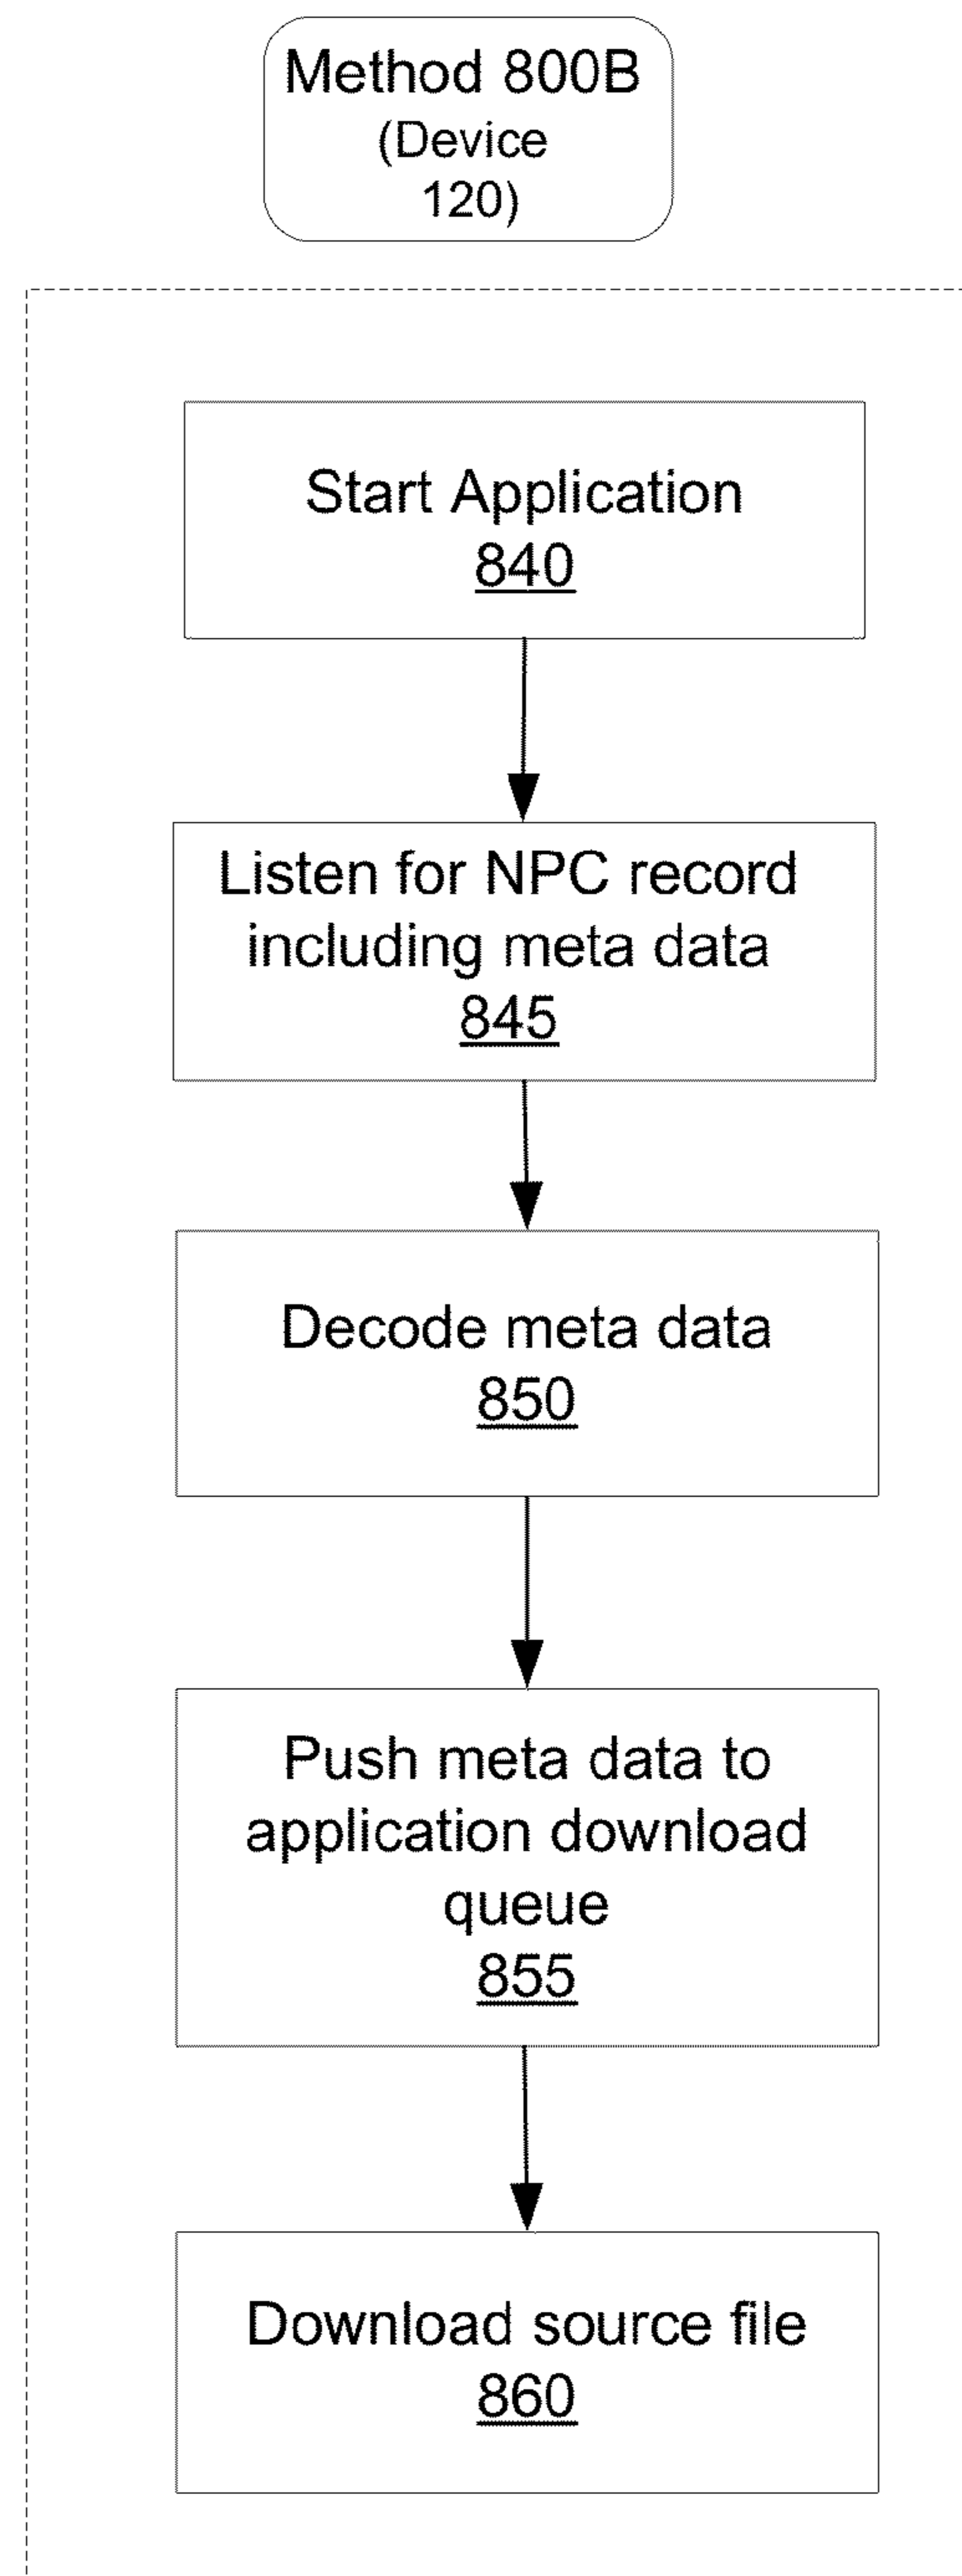 Method 800B
(Device
120)
Start Application
840
Listen for NPC record
including meta data
845
Decode meta data
850
Push meta data to
application download
queue
855
Download source file
860